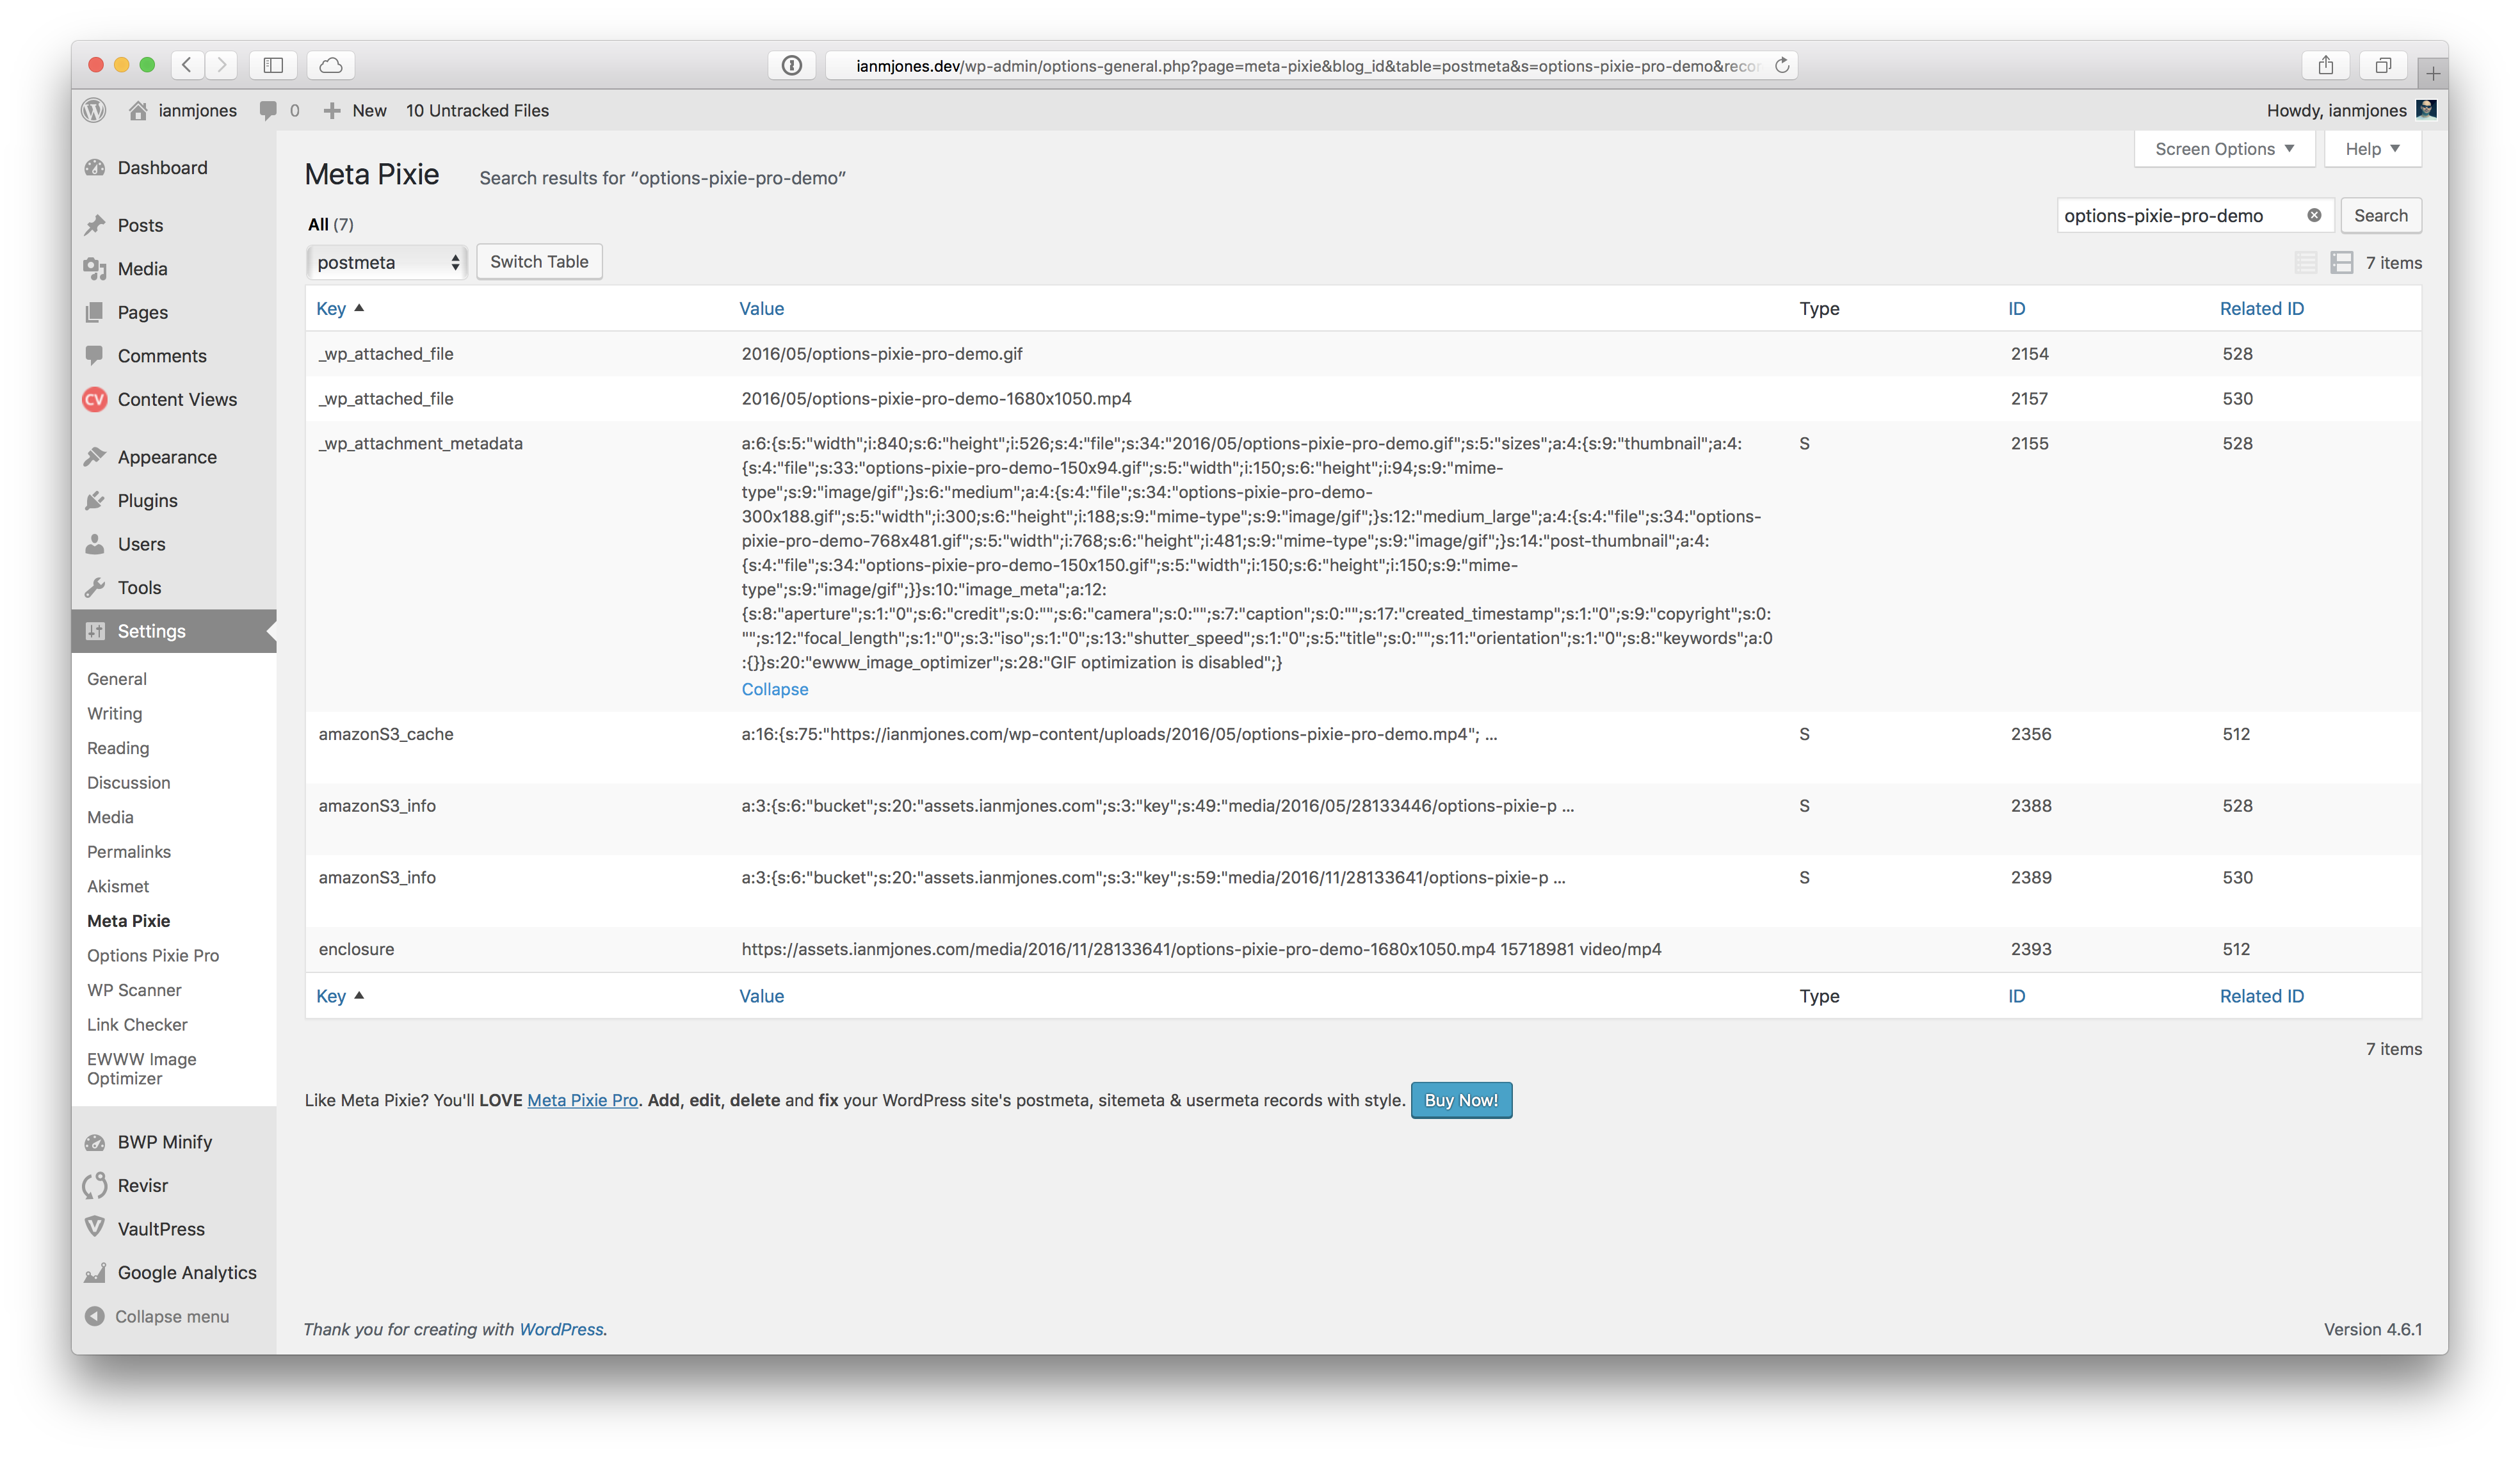 ianmjones.dev/wp-admin/options-general.php?page=meta-pixie&blog_id&table=postmeta&s=options-pixie-pro-demo&reco
ianmjones 0 New 10 Untracked Files Howdy, ianmjones
Screen Options Help
Dashboard
Posts
Media
Pages
Comments
CV Content Views
Appearance
Plugins
Users
Tools
Settings
General
Writing
Reading
Discussion
Media
Permalinks
Akismet
Meta Pixie
Options Pixie Pro
WP Scanner
Link Checker
EWWW Image
Optimizer
BWP Minify
Revisr
VaultPress
Google Analytics
Collapse menu
Meta Pixie Search results for “options-pixie-pro-demo”
All (7)
options-pixie-pro-demo Search
postmeta Switch Table 7 items
Key Value Type ID Related ID
_wp_attached_file 2016/05/options-pixie-pro-demo.gif 2154 528
_wp_attached_file 2016/05/options-pixie-pro-demo-1680x1050.mp4 2157 530
_wp_attachment_metadata a:6:{s:5:"width";i:840;s:6:"height";i:526;s:4:"file";s:34:"2016/05/options-pixie-pro-demo.gif";s:5:"sizes";a:4:{s:9:"thumbnail";a:4: S 2155 528
{s:4:"file";s:33:"options-pixie-pro-demo-150x94.gif";s:5:"width";i:150;s:6:"height";i:94;s:9:"mime-
type";s:9:"image/gif";}s:6:"medium";a:4:{s:4:"file";s:34:"options-pixie-pro-demo-
300x188.gif";s:5:"width";i:300;s:6:"height";i:188;s:9:"mime-type";s:9:"image/gif";}s:12:"medium_large";a:4:{s:4:"file";s:34:"options-
pixie-pro-demo-768x481.gif";s:5:"width";i:768;s:6:"height";i:481;s:9:"mime-type";s:9:"image/gif";}s:14:"post-thumbnail";a:4:
{s:4:"file";s:34:"options-pixie-pro-demo-150x150.gif";s:5:"width";i:150;s:6:"height";i:150;s:9:"mime-
type";s:9:"image/gif";}}s:10:"image_meta";a:12:
{s:8:"aperture";s:1:"0";s:6:"credit";s:0:"";s:6:"camera";s:0:"";s:7:"caption";s:0:"";s:17:"created_timestamp";s:1:"0";s:9:"copyright";s:0:
"";s:12:"focal_length";s:1:"0";s:3:"iso";s:1:"0";s:13:"shutter_speed";s:1:"0";s:5:"title";s:0:"";s:11:"orientation";s:1:"0";s:8:"keywords";a:0
:{}}s:20:"ewww_image_optimizer";s:28:"GIF optimization is disabled";}
Collapse
amazonS3_cache a:16:{s:75:"https://ianmjones.com/wp-content/uploads/2016/05/options-pixie-pro-demo.mp4"; ... S 2356 512
amazonS3_info a:3:{s:6:"bucket";s:20:"assets.ianmjones.com";s:3:"key";s:49:"media/2016/05/28133446/options-pixie-p ... S 2388 528
amazonS3_info a:3:{s:6:"bucket";s:20:"assets.ianmjones.com";s:3:"key";s:59:"media/2016/11/28133641/options-pixie-p ... S 2389 530
enclosure https://assets.ianmjones.com/media/2016/11/28133641/options-pixie-pro-demo-1680x1050.mp4 15718981 video/mp4 2393 512
Key Value Type ID Related ID
7 items
Like Meta Pixie? You'll LOVE Meta Pixie Pro. Add, edit, delete and fix your WordPress site's postmeta, sitemeta & usermeta records with style. Buy Now!
Thank you for creating with WordPress. Version 4.6.1